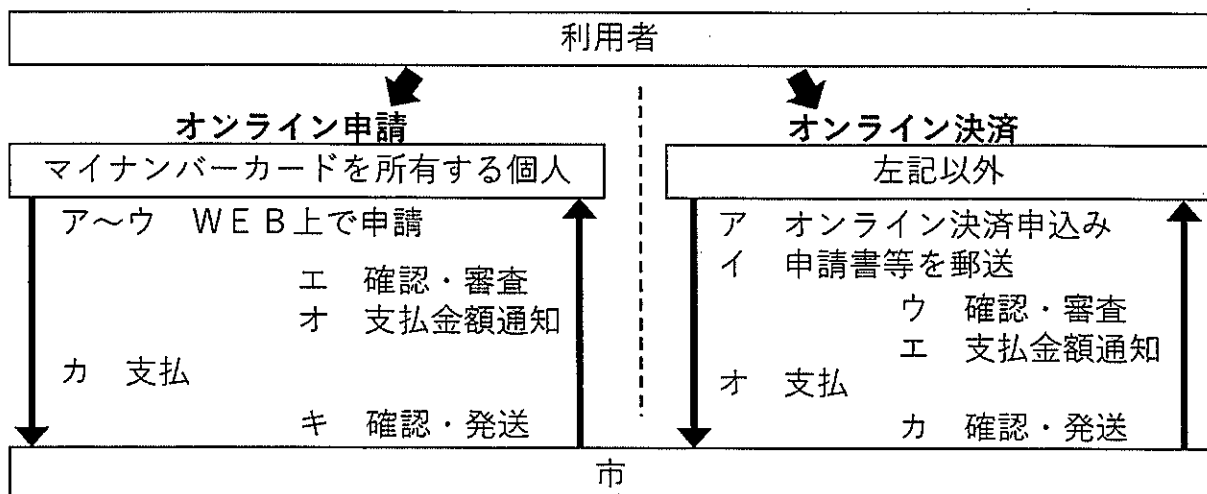 利用者
オンライン申請
マイナンバーカードを所有する個人
ア～ウ　ＷＥＢ上で申請
エ　確認・審査
オ　支払金額通知
カ　支払
キ　確認・発送
オンライン決済
左記以外
ア　オンライン決済申込み
イ　申請書等を郵送
ウ　確認・審査
エ　支払金額通知
オ　支払
カ　確認・発送
市